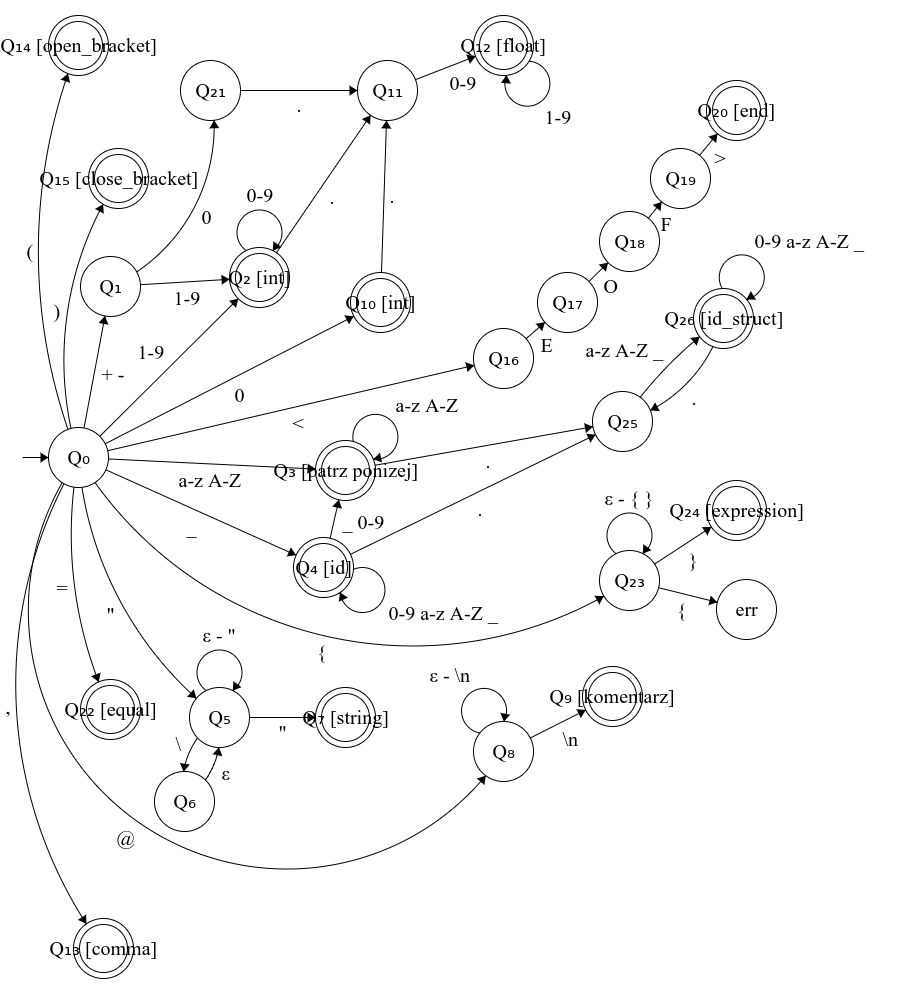 Q₁₄ [open_bracket]
Q₁₂ [float]
Q₂₁
Q₁₁
0-9
.
1-9
Q₂₀ [end]
>
Q₁₅ [close_bracket]
Q₁₉
0-9
.
.
0
F
Q₁₈
0-9 a-z A-Z _
(
Q₁
Q₂ [int]
O
1-9
Q₁₀ [int]
Q₁₇
)
Q₂₆ [id_struct]
E
1-9
a-z A-Z _
Q₁₆
+ -
0
a-z A-Z
.
<
Q₂₅
Q₀
Q₃ [patrz ponizej]
.
a-z A-Z
_ 0-9
.
_
ε - { }
Q₂₄ [expression]
Q₄ [id]
}
Q₂₃
=
"
0-9 a-z A-Z _
{
err
ε - "
{
ε - \n
Q₉ [komentarz]
,
Q₂₂ [equal]
Q₅
Q₇ [string]
"
\
\n
Q₈
ε
Q₆
@
Q₁₃ [comma]